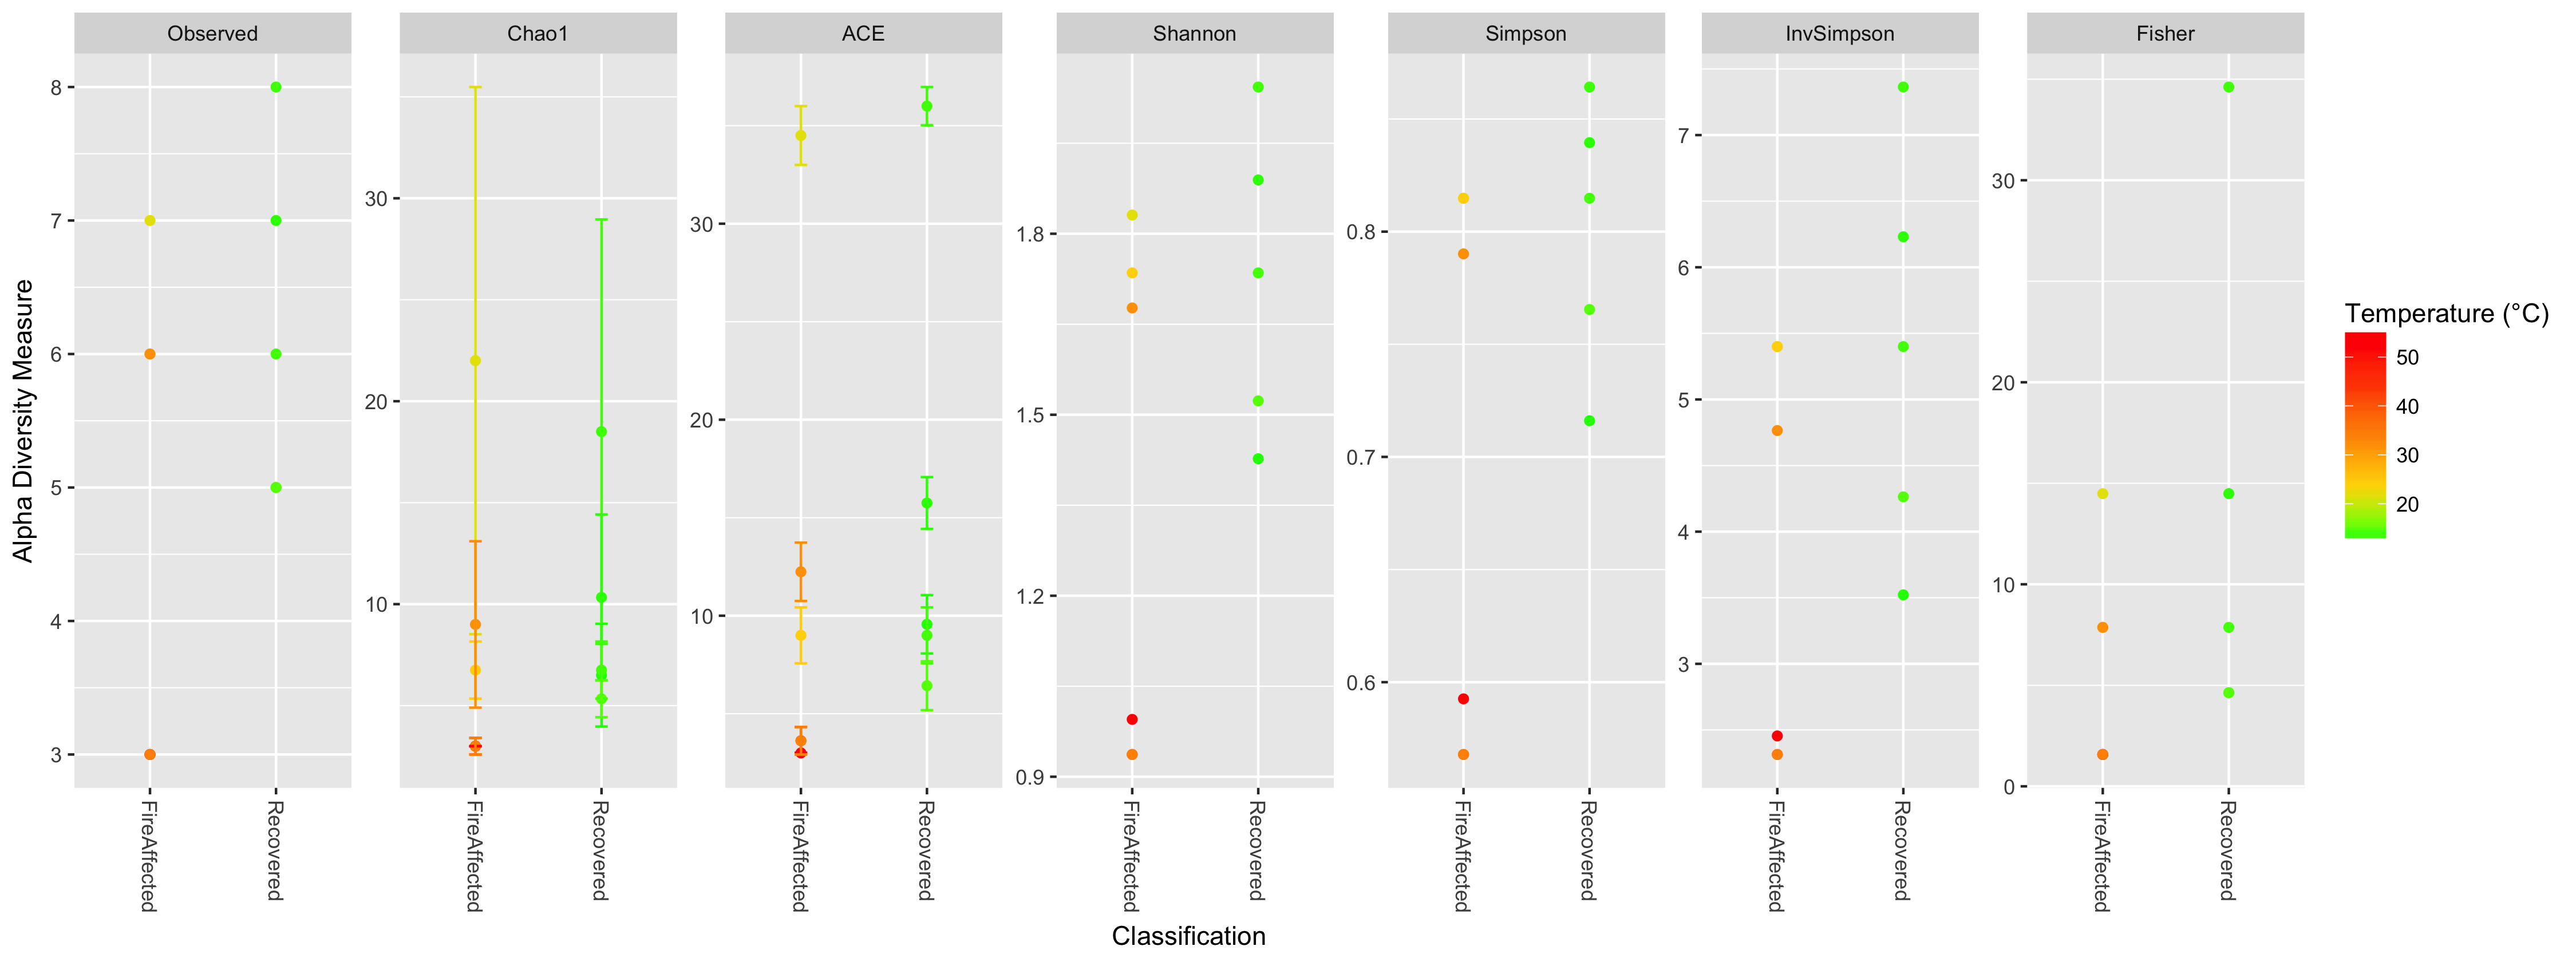 Observed
Chao1
ACE
Shannon
Simpson
InvSimpson
Fisher
Alpha Diversity Measure
8
7
6
5
4
3
30
20
10
30
20
10
1.8
1.5
1.2
0.9
0.8
0.7
0.6
7
6
5
4
3
30
20
10
0
FireAffected
Recovered
FireAffected
Recovered
FireAffected
Recovered
FireAffected
Recovered
FireAffected
Recovered
FireAffected
Recovered
FireAffected
Recovered
Classification
Temperature (°C)
50
40
30
20